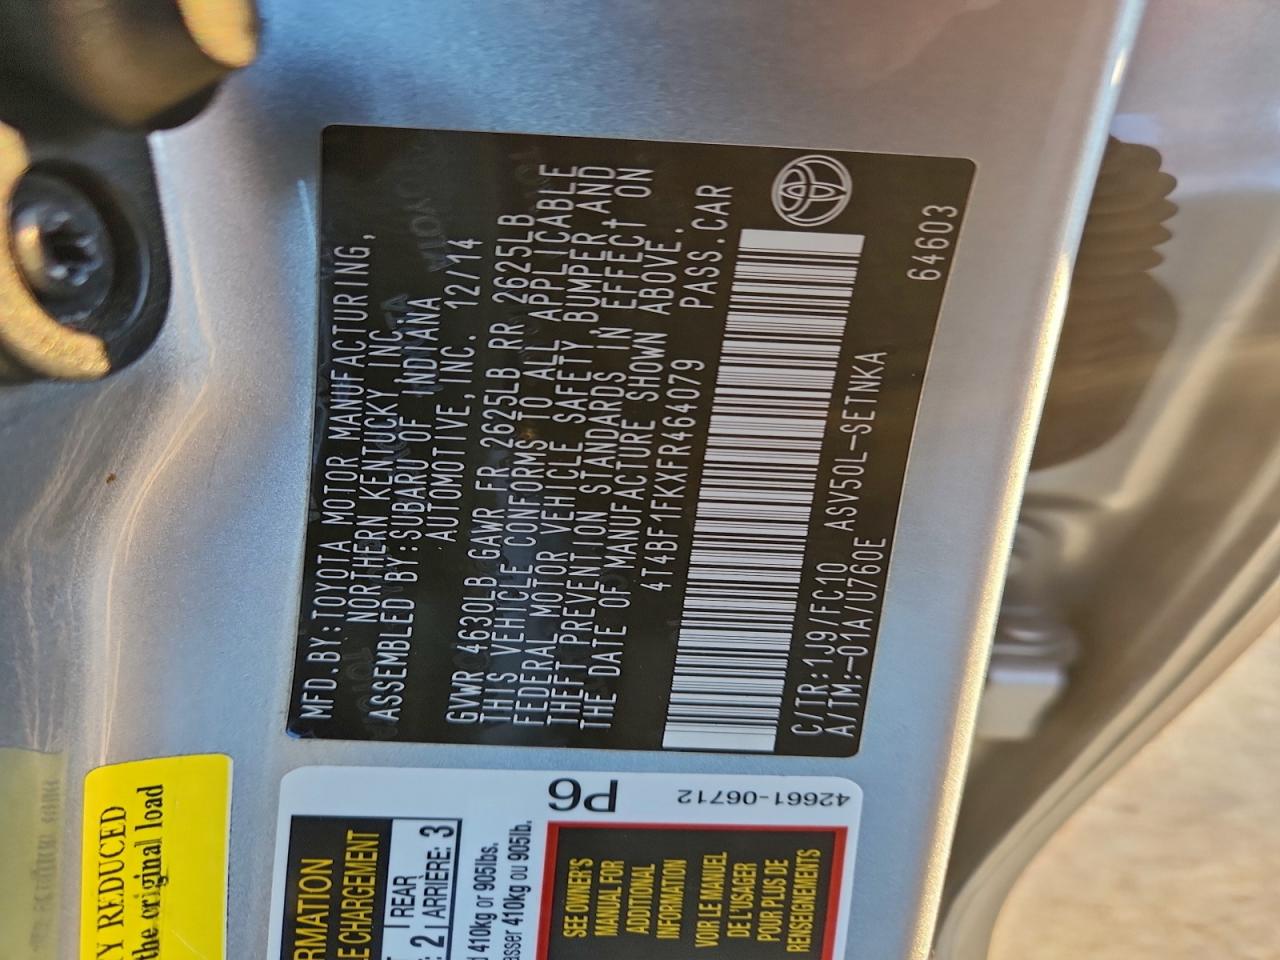 MFD.BY:TOYOTA MOTOR MANUFACTURING,
NORTHERN KENTUCKY, INC.
ASSEMBLED BY:SUBARU OF INDIANA
AUTOMOTIVE,INC. 12/14
GVWR 4630LB GAWR FR 2625LB RR 2625LB
THIS VEHICLE CONFORMS TO ALL APPLICABLE
FEDERAL MOTOR VEHICLE SAFETY, BUMPER,AND
THEFT PREVENTION STANDARDS IN EFFECT ON
THE DATE OF MANUFACTURE SHOWN ABOVE.
4T4BF1FKXFR464079 PASS.CAR
C/TR:1J9/FC10 ASV50L-SETNKA
A/TM:-01A/U760E
64603
P6
42661-06712
RMATION
E CHARGEMENT
REAR
2 ARRIÈRE: 3
d 410kg or 905lbs.
asser 410kg ou 905lb.
SEE OWNER'S
MANUAL FOR
ADDITIONAL
INFORMATION
VOIR LE MANUEL
DE L'USAGER
POUR PLUS DE
RENSEIGNEMENTS
TY REDUCED
the original load